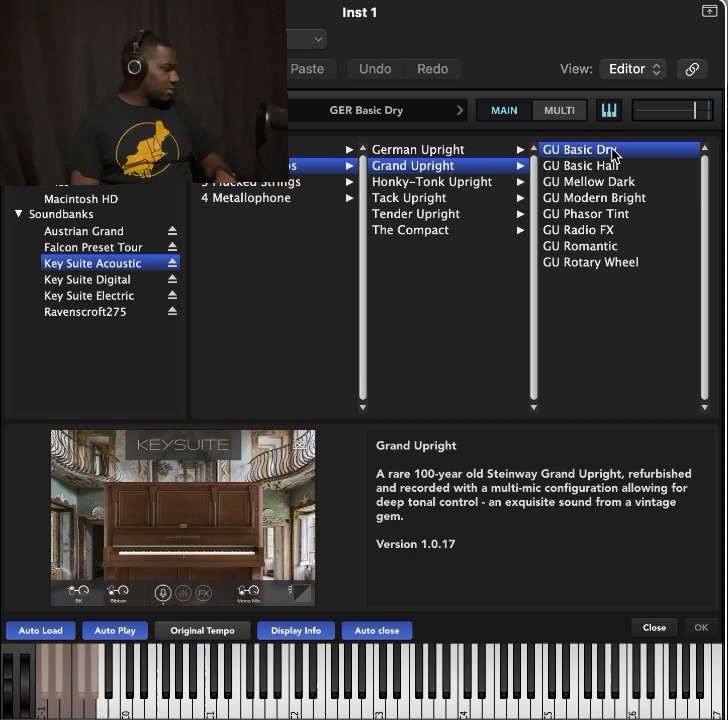 Inst 1
Paste
Undo
Redo
View:
Editor
GER Basic Dry
MAIN
MULTI
Macintosh HD
Soundbanks
Austrian Grand
Falcon Preset Tour
Key Suite Acoustic
Key Suite Digital
Key Suite Electric
Ravenscroft275
4 Metallophone
German Upright
Grand Upright
Honky-Tonk Upright
Tack Upright
Tender Upright
The Compact
GU Basic Dry
GU Basic Hall
GU Mellow Dark
GU Modern Bright
GU Phasor Tint
GU Radio FX
GU Romantic
GU Rotary Wheel
KEYSUITE
FX
Mono Mic
Grand Upright
A rare 100-year old Steinway Grand Upright, refurbished
and recorded with a multi-mic configuration allowing for
deep tonal control - an exquisite sound from a vintage
gem.
Version 1.0.17
Auto Load
Auto Play
Original Tempo
Display Info
Auto close
Close
OK